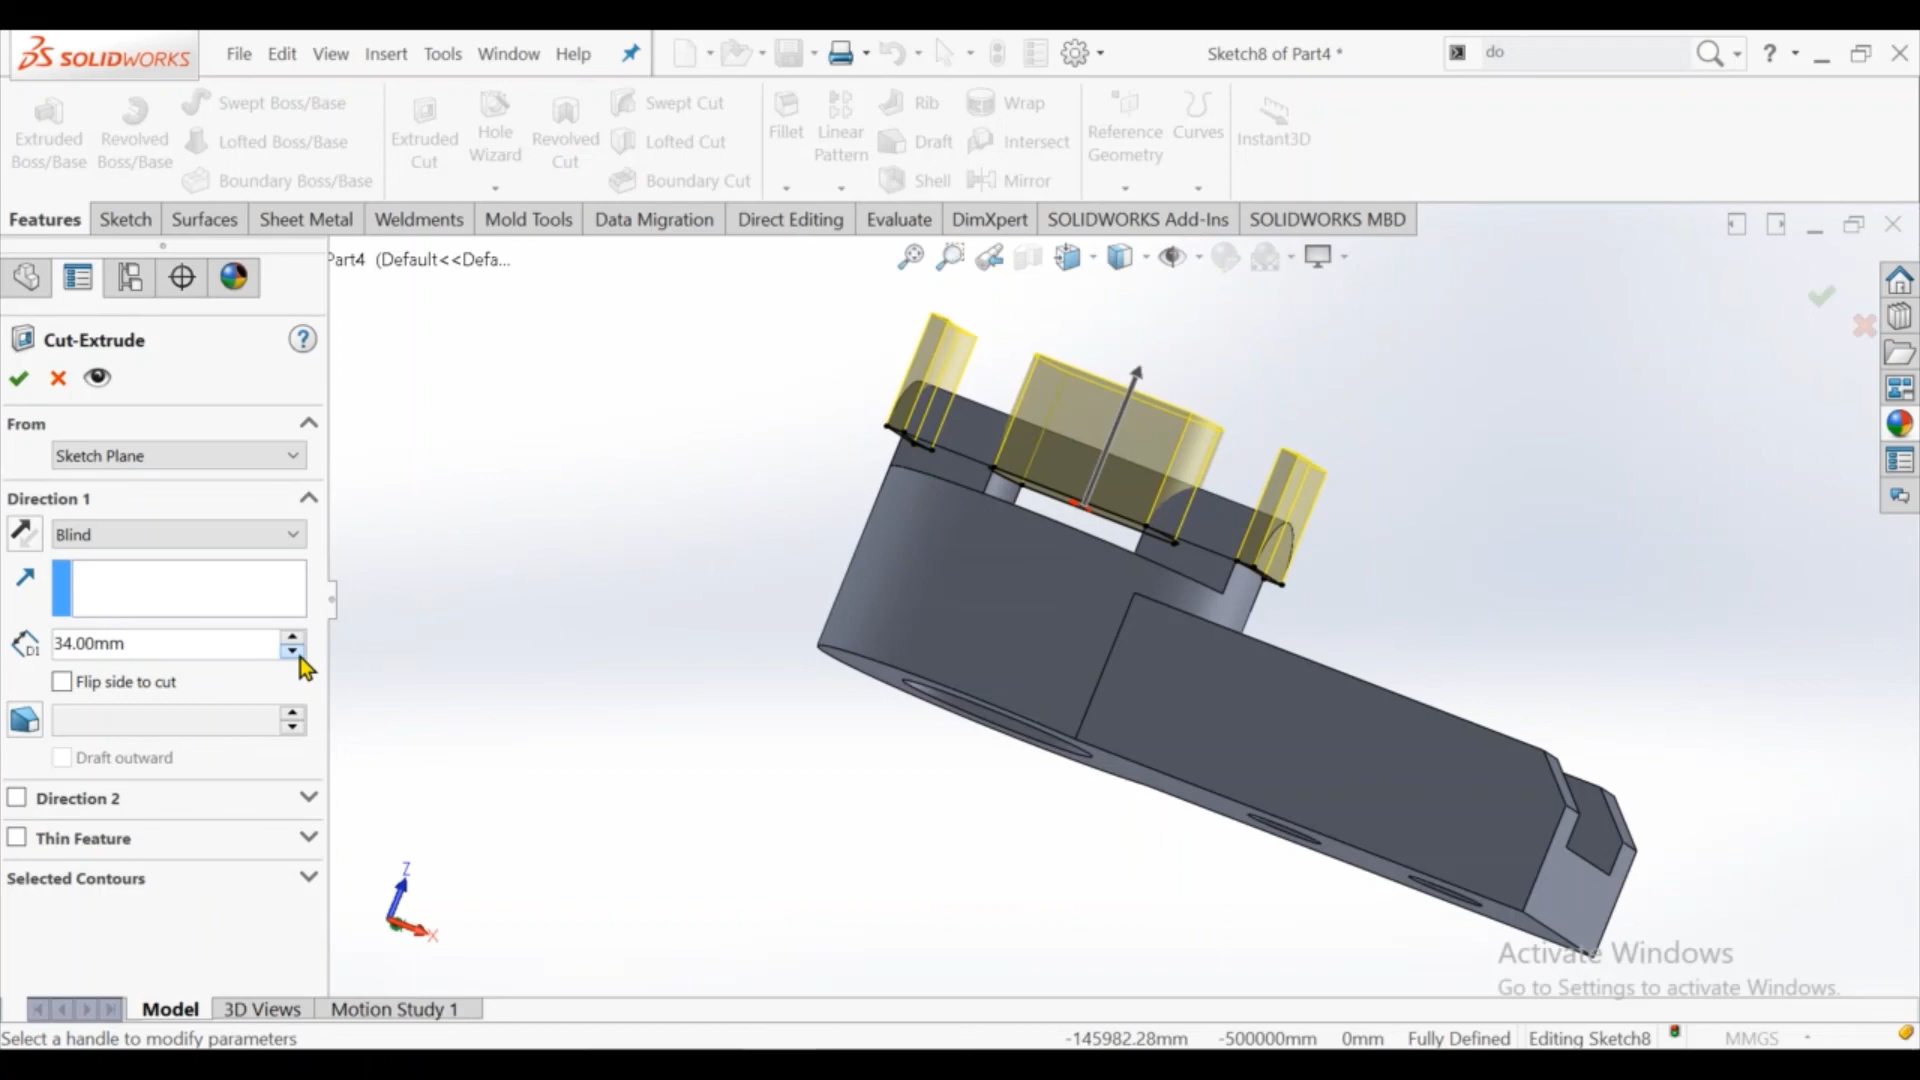 SOLIDWORKS File Edit View Insert Tools Window Help Sketch8 of Part4 * do ?
Extruded Boss/Base
Revolved Boss/Base
Swept Boss/Base
Lofted Boss/Base
Boundary Boss/Base
Extruded Cut
Hole Wizard
Revolved Cut
Swept Cut
Lofted Cut
Boundary Cut
Fillet
Linear Pattern
Rib
Draft
Shell
Wrap
Intersect
Mirror
Reference Geometry
Curves
Instant3D
Features Sketch Surfaces Sheet Metal Weldments Mold Tools Data Migration Direct Editing Evaluate DimXpert SOLIDWORKS Add-Ins SOLIDWORKS MBD
Part4 (Default<<Defa...
Cut-Extrude ?
From
Sketch Plane
Direction 1
Blind
D1
34.00mm
Flip side to cut
Draft outward
Direction 2
Thin Feature
Selected Contours
Z
X
Activate Windows
Go to Settings to activate Windows.
Model 3D Views Motion Study 1
Select a handle to modify parameters -145982.28mm -500000mm 0mm Fully Defined Editing Sketch8 MMGS -